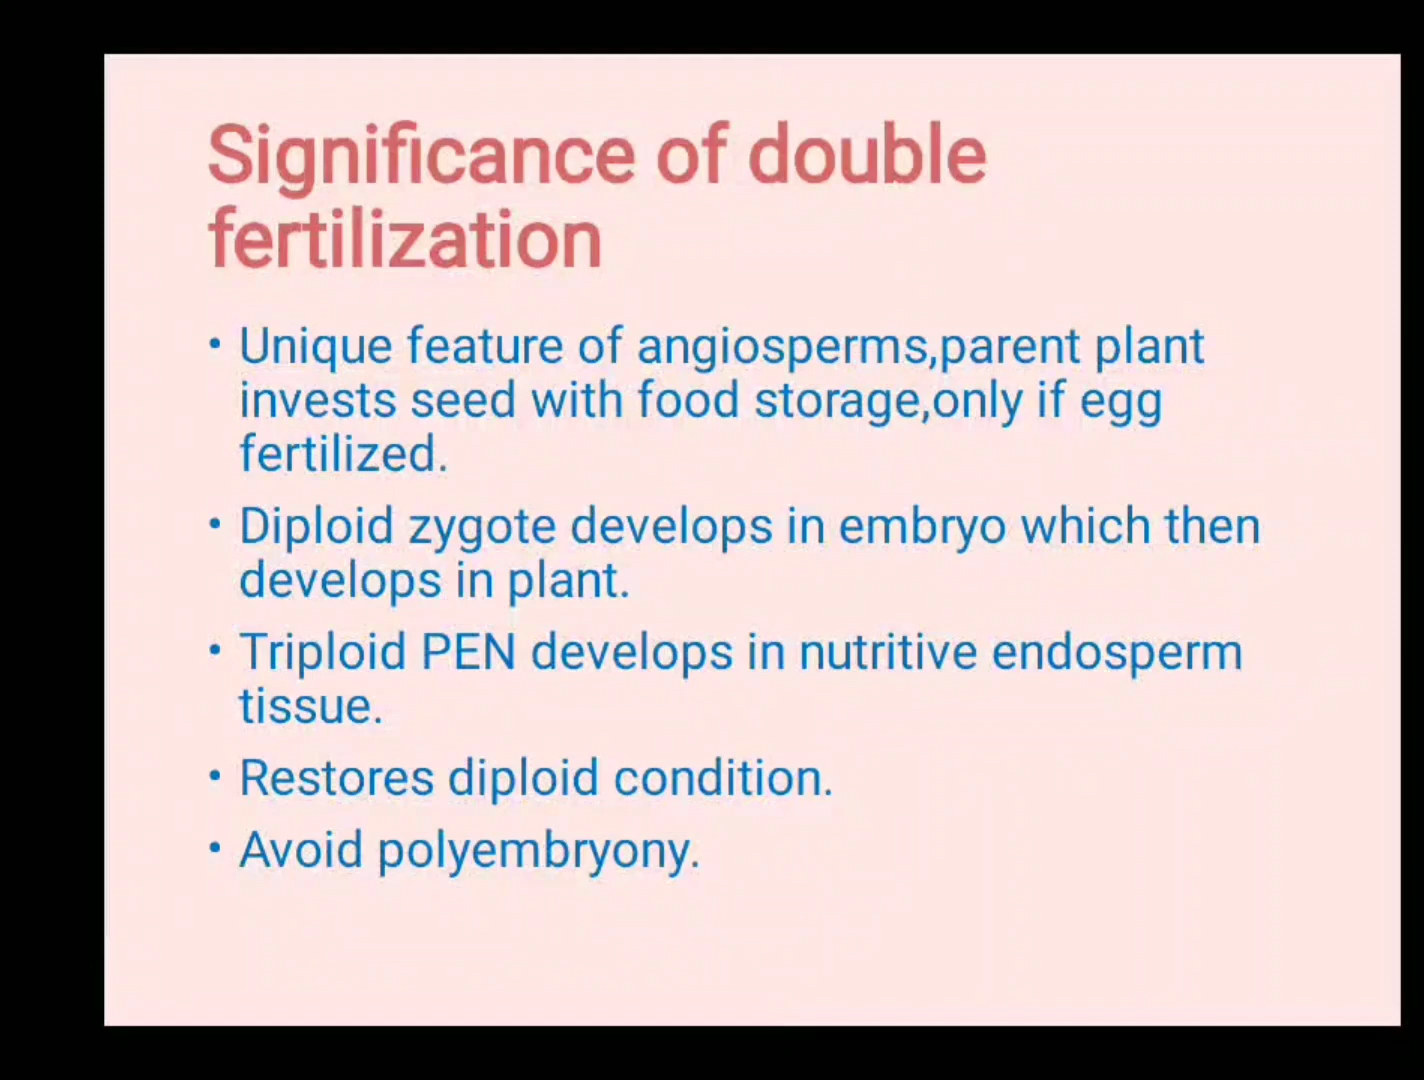 Significance of double
fertilization
• Unique feature of angiosperms,parent plant
invests seed with food storage,only if egg
fertilized.
• Diploid zygote develops in embryo which then
develops in plant.
• Triploid PEN develops in nutritive endosperm
tissue.
• Restores diploid condition.
• Avoid polyembryony.